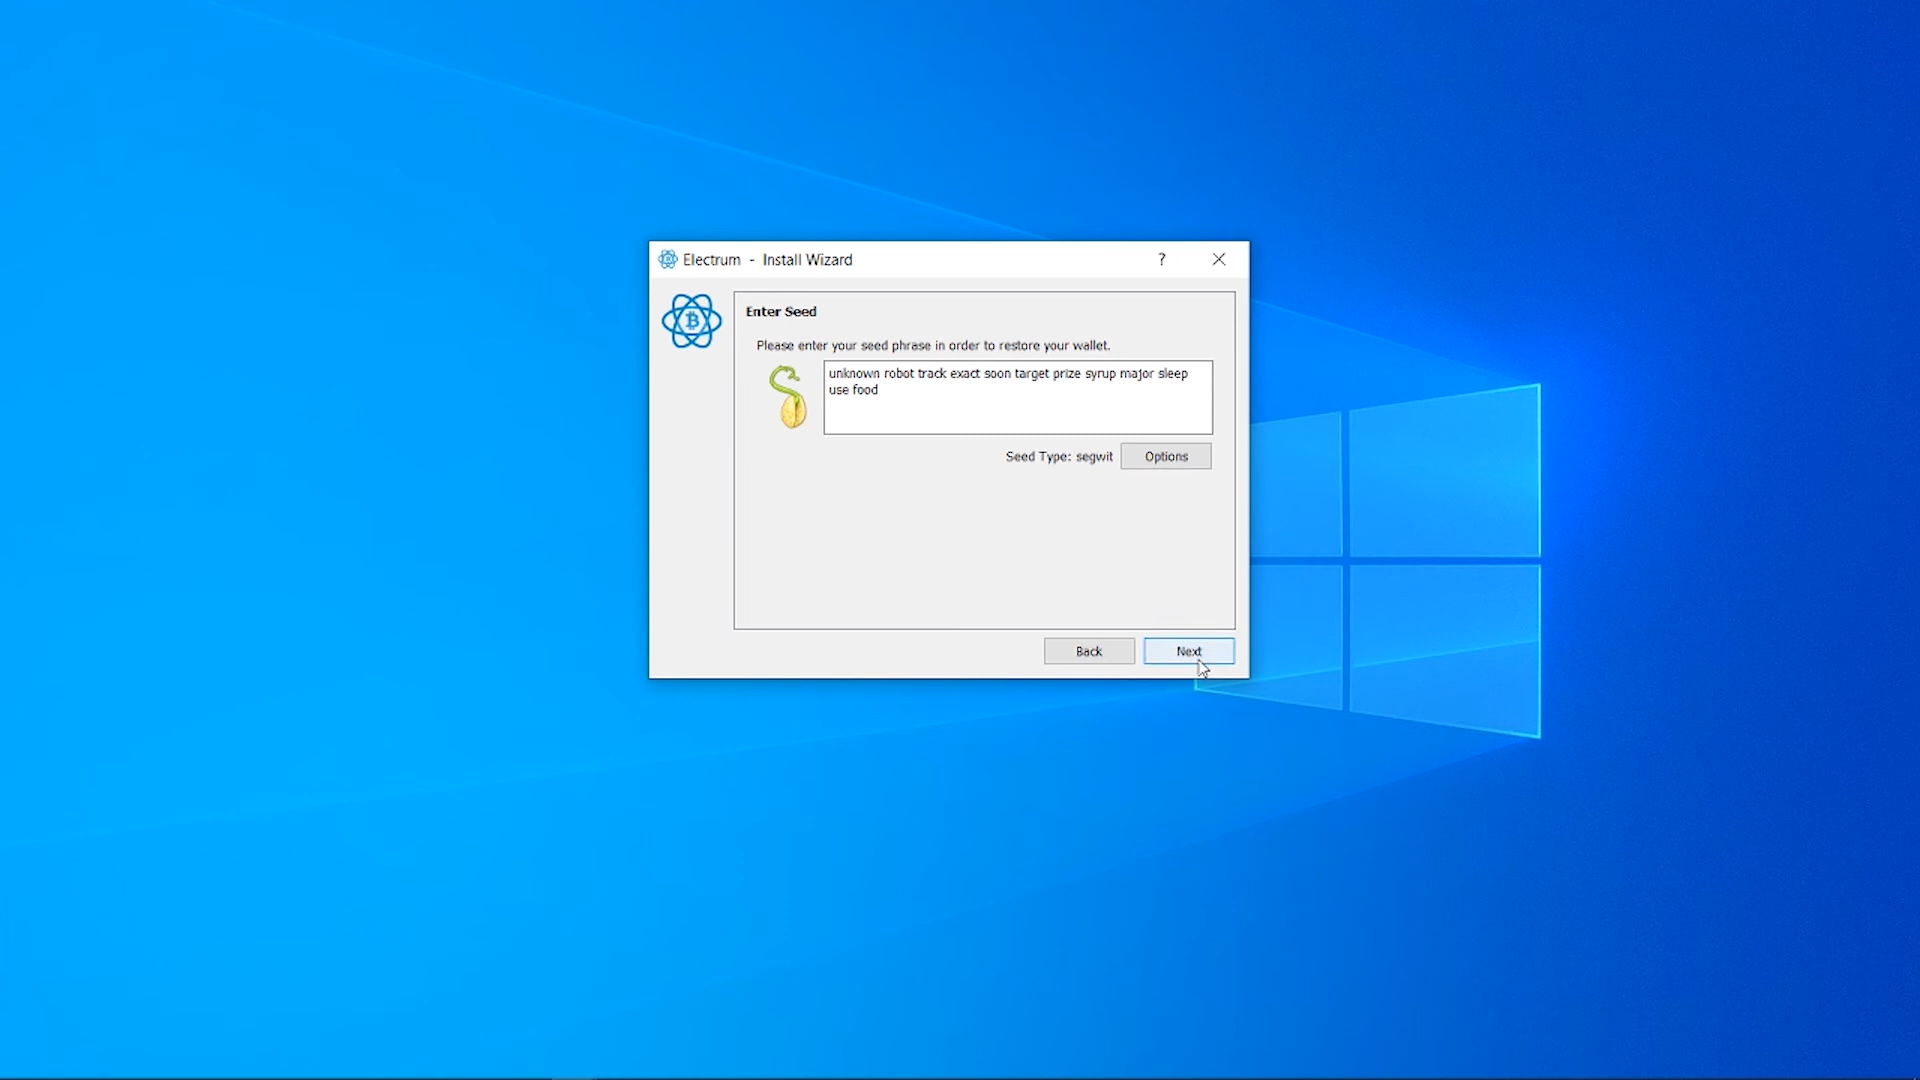 Electrum - Install Wizard
?
Enter Seed
Please enter your seed phrase in order to restore your wallet.
unknown robot track exact soon target prize syrup major sleep
use food
Seed Type: segwit
Options
Back
Next